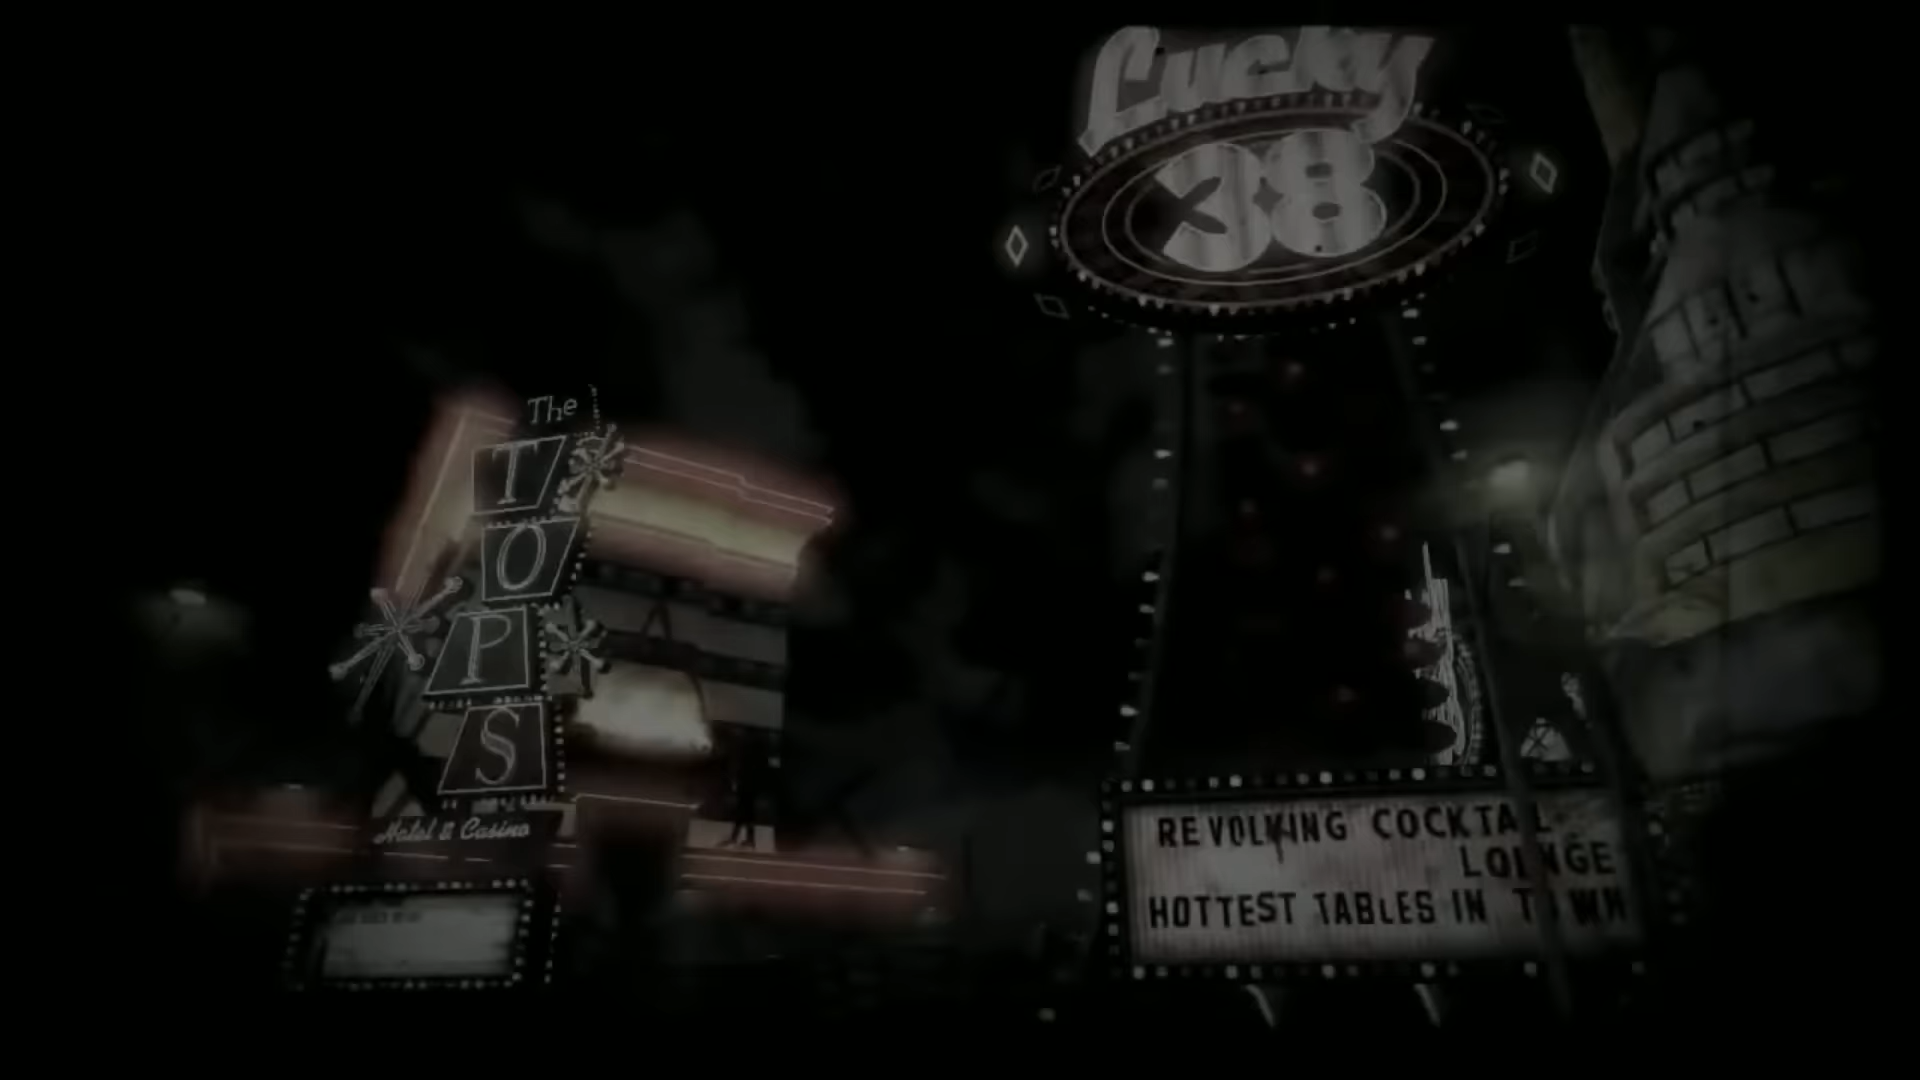 The
T
O
P
S
Hotel & Casino
Lucky
38
REVOLVING COCKTAIL
LOUNGE
HOTTEST TABLES IN TOWN